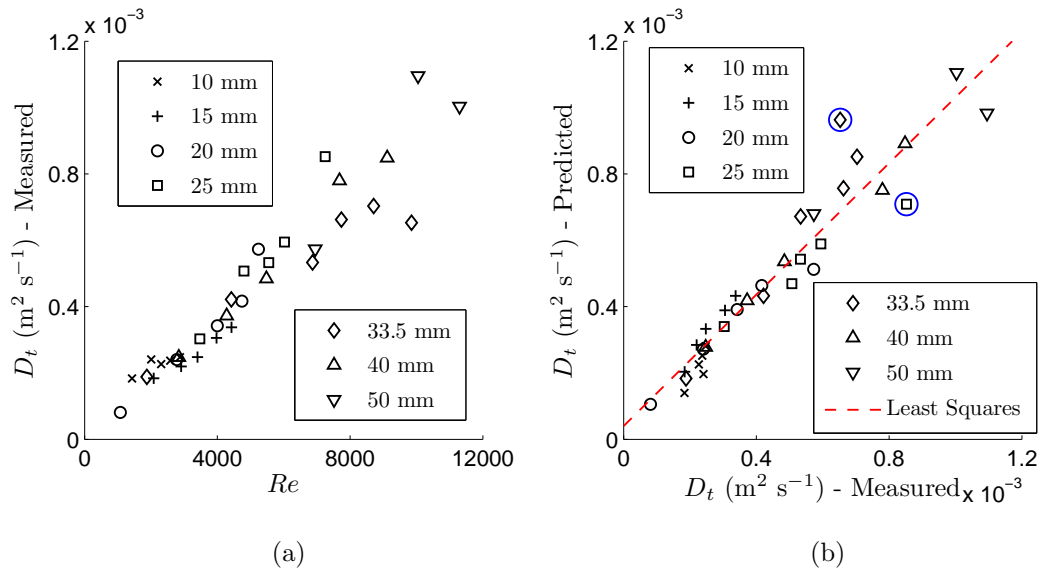 x 10⁻³
1.2
0.8
0.4
0
0 4000 8000 12000
Re
D_t (m² s⁻¹) - Measured
10 mm
15 mm
20 mm
25 mm
33.5 mm
40 mm
50 mm
(a)
x 10⁻³
1.2
0.8
0.4
0
0 0.4 0.8 1.2
D_t (m² s⁻¹) - Measured x 10⁻³
D_t (m² s⁻¹) - Predicted
10 mm
15 mm
20 mm
25 mm
33.5 mm
40 mm
50 mm
Least Squares
(b)